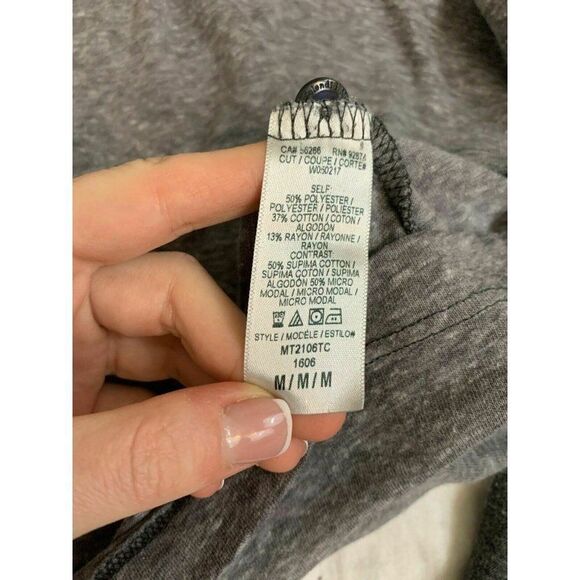 CA# 56266 RN# 92874
CUT / COUPE / CORTE#
W050217
SELF:
50% POLYESTER /
POLYESTER / POLIESTER
37% COTTON / COTON /
ALGODÓN
13% RAYON / RAYONNE /
RAYON
CONTRAST:
50% SUPIMA COTTON /
SUPIMA COTON / SUPIMA
ALGODÓN 50% MICRO
MODAL / MICRO MODAL
/ MICRO MODAL
STYLE / MODÈLE / ESTILO#
MT2106TC
1606
M / M / M